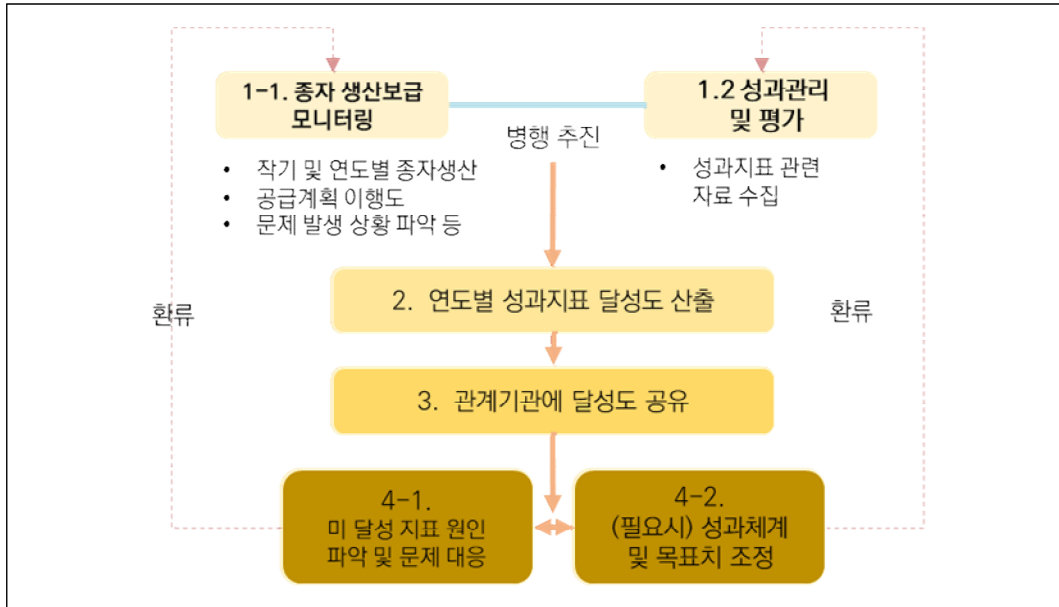 1-1. 종자 생산보급
모니터링
1.2 성과관리
및 평가
병행 추진
• 작기 및 연도별 종자생산
• 공급계획 이행도
• 문제 발생 상황 파악 등
• 성과지표 관련
자료 수집
2. 연도별 성과지표 달성도 산출
환류
환류
3. 관계기관에 달성도 공유
4-1.
미 달성 지표 원인
파악 및 문제 대응
4-2.
(필요시) 성과체계
및 목표치 조정